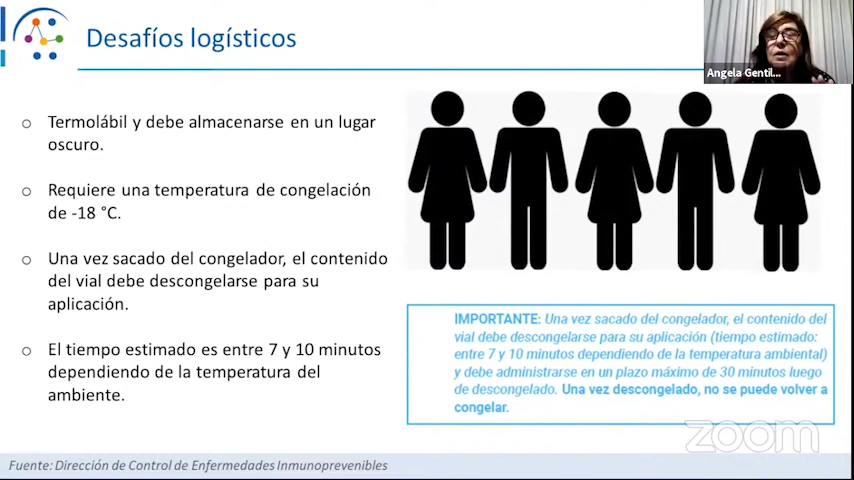 Desafíos logísticos
Angela Gentil...
o Termolábil y debe almacenarse en un lugar
oscuro.
o Requiere una temperatura de congelación
de -18 °C.
o Una vez sacado del congelador, el contenido
del vial debe descongelarse para su
aplicación.
o El tiempo estimado es entre 7 y 10 minutos
dependiendo de la temperatura del
ambiente.
IMPORTANTE: Una vez sacado del congelador, el contenido del
vial debe descongelarse para su aplicación (tiempo estimado:
entre 7 y 10 minutos dependiendo de la temperatura ambiental)
y debe administrarse en un plazo máximo de 30 minutos luego
de descongelado. Una vez descongelado, no se puede volver a
congelar.
zoom
Fuente: Dirección de Control de Enfermedades Inmunoprevenibles